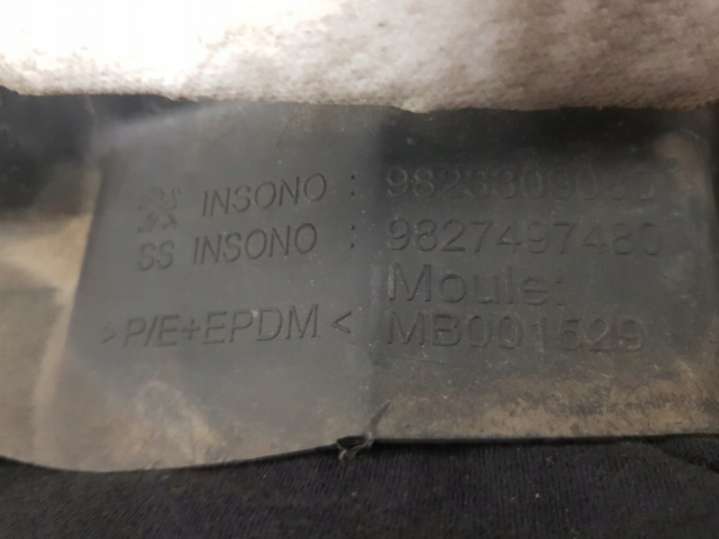 INSONO :
SS INSONO : 9827497480
Moule:
>P/E+EPDM< MB001529